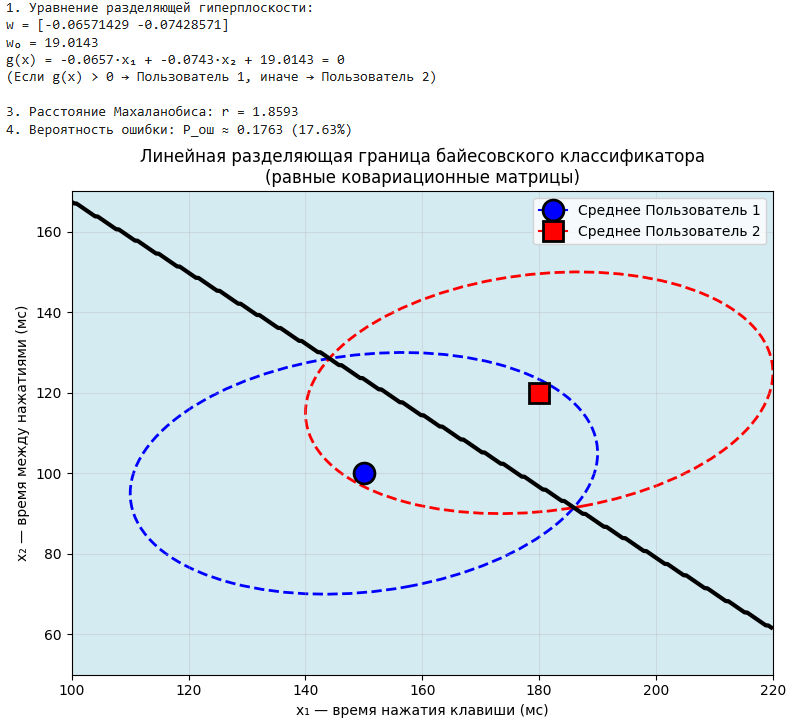 1. Уравнение разделяющей гиперплоскости:
w = [-0.06571429 -0.07428571]
w₀ = 19.0143
g(x) = -0.0657·x₁ + -0.0743·x₂ + 19.0143 = 0
(Если g(x) > 0 → Пользователь 1, иначе → Пользователь 2)
3. Расстояние Махаланобиса: r = 1.8593
4. Вероятность ошибки: P_ош ≈ 0.1763 (17.63%)
Линейная разделяющая граница байесовского классификатора
(равные ковариационные матрицы)
Среднее Пользователь 1
Среднее Пользователь 2
x₂ — время между нажатиями (мс)
160
140
120
100
80
60
100 120 140 160 180 200 220
x₁ — время нажатия клавиши (мс)